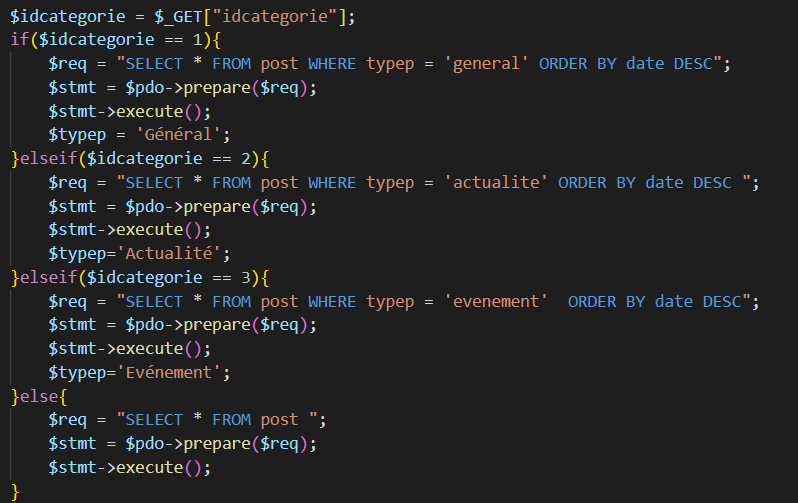 $idcategorie = $_GET["idcategorie"];
if($idcategorie == 1){
    $req = "SELECT * FROM post WHERE typep = 'general' ORDER BY date DESC";
    $stmt = $pdo->prepare($req);
    $stmt->execute();
    $typep = 'Général';
}elseif($idcategorie == 2){
    $req = "SELECT * FROM post WHERE typep = 'actualite' ORDER BY date DESC ";
    $stmt = $pdo->prepare($req);
    $stmt->execute();
    $typep='Actualité';
}elseif($idcategorie == 3){
    $req = "SELECT * FROM post WHERE typep = 'evenement'  ORDER BY date DESC";
    $stmt = $pdo->prepare($req);
    $stmt->execute();
    $typep='Evénement';
}else{
    $req = "SELECT * FROM post ";
    $stmt = $pdo->prepare($req);
    $stmt->execute();
}